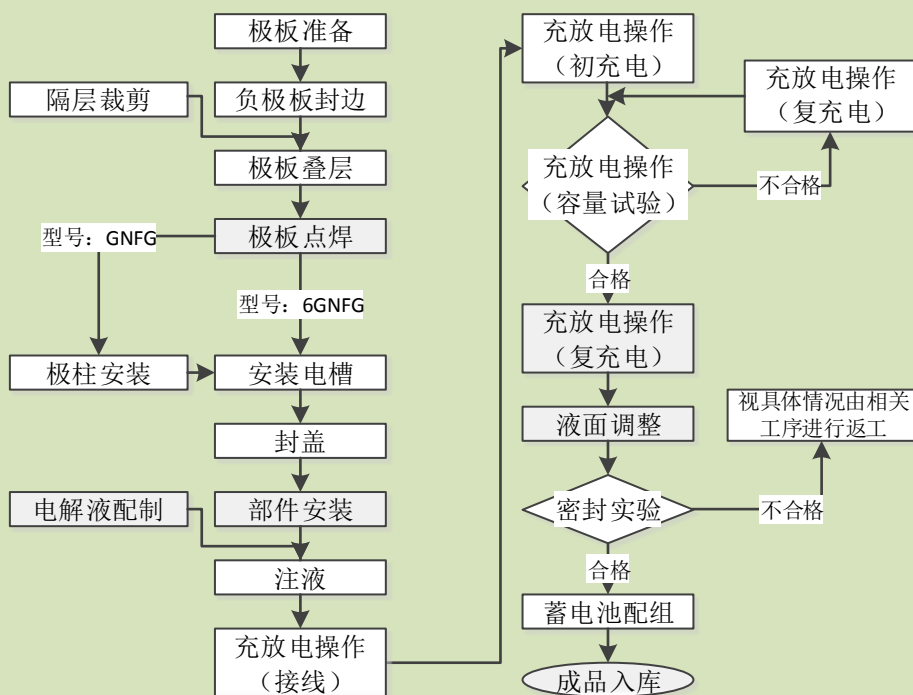 极板准备
隔层裁剪
负极板封边
极板叠层
极板点焊
型号：GNFG
型号：6GNFG
极柱安装
安装电槽
封盖
电解液配制
部件安装
注液
充放电操作
（接线）
充放电操作
（初充电）
充放电操作
（复充电）
充放电操作
（容量试验）
不合格
合格
充放电操作
（复充电）
液面调整
视具体情况由相关
工序进行返工
密封实验
不合格
合格
蓄电池配组
成品入库